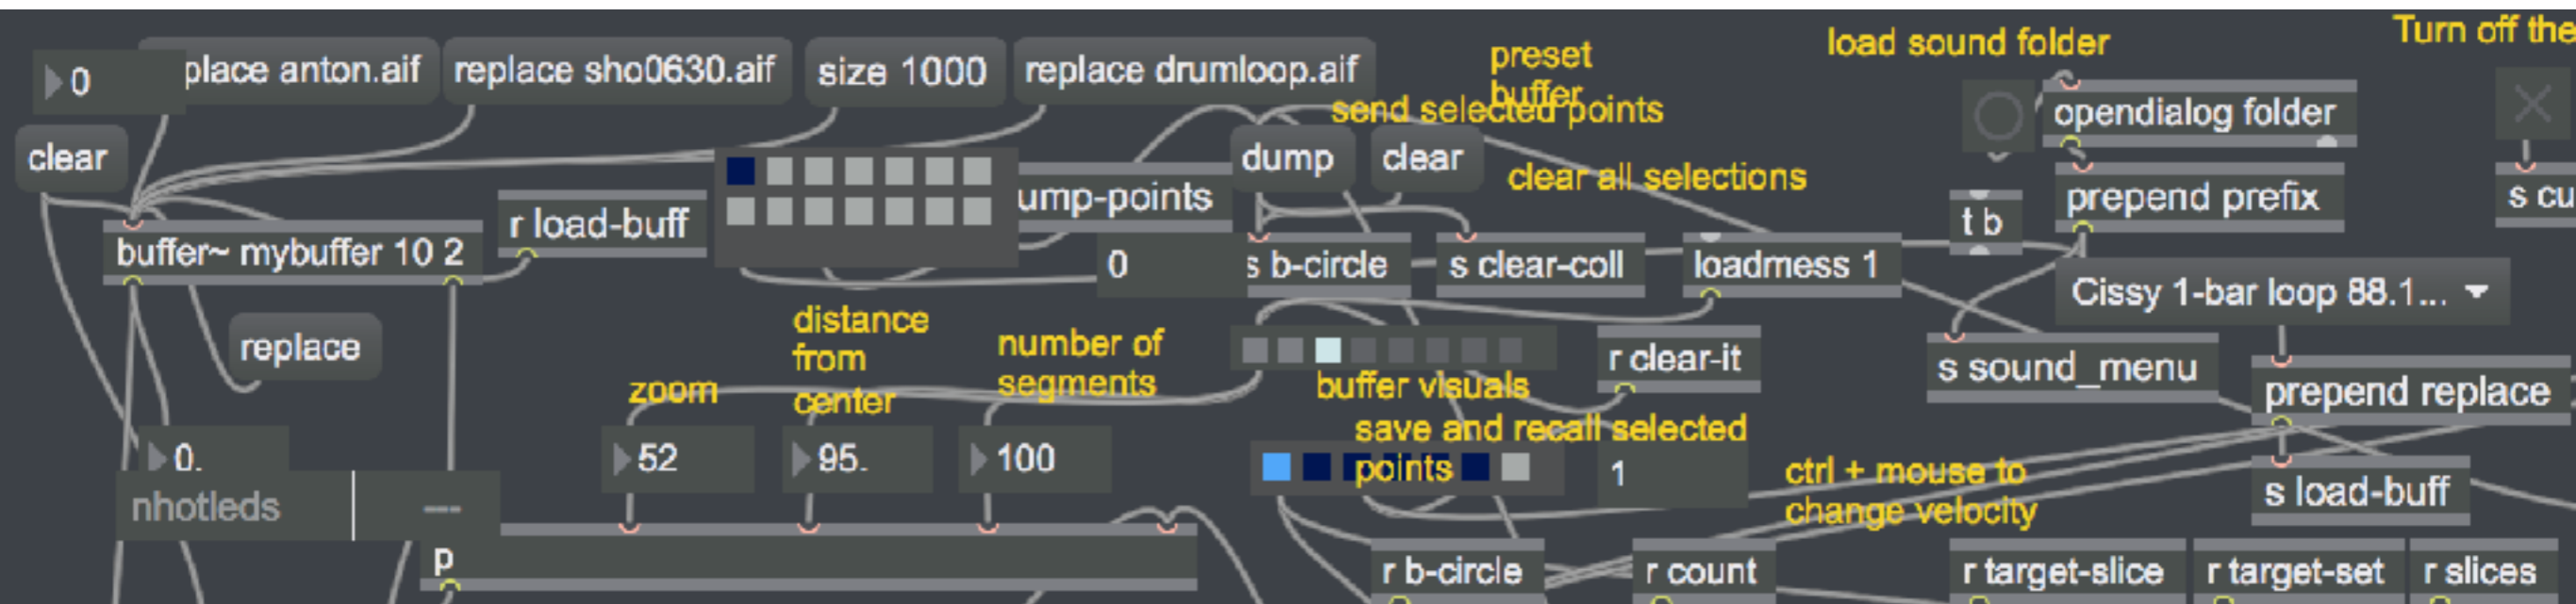 Turn off the
load sound folder
0
place anton.aif
replace sho0630.aif
size 1000
replace drumloop.aif
preset
buffer
send selected points
opendialog folder
clear
dump
clear
clear all selections
ump-points
prepend prefix
s cu
r load-buff
t b
buffer~ mybuffer 10 2
0
s b-circle
s clear-coll
loadmess 1
Cissy 1-bar loop 88.1...
replace
distance
from
center
number of
segments
zoom
r clear-it
buffer visuals
s sound_menu
prepend replace
save and recall selected
points
0.
52
95.
100
1
ctrl + mouse to
change velocity
nhotleds
---
s load-buff
p
r b-circle
r count
r target-slice
r target-set
r slices